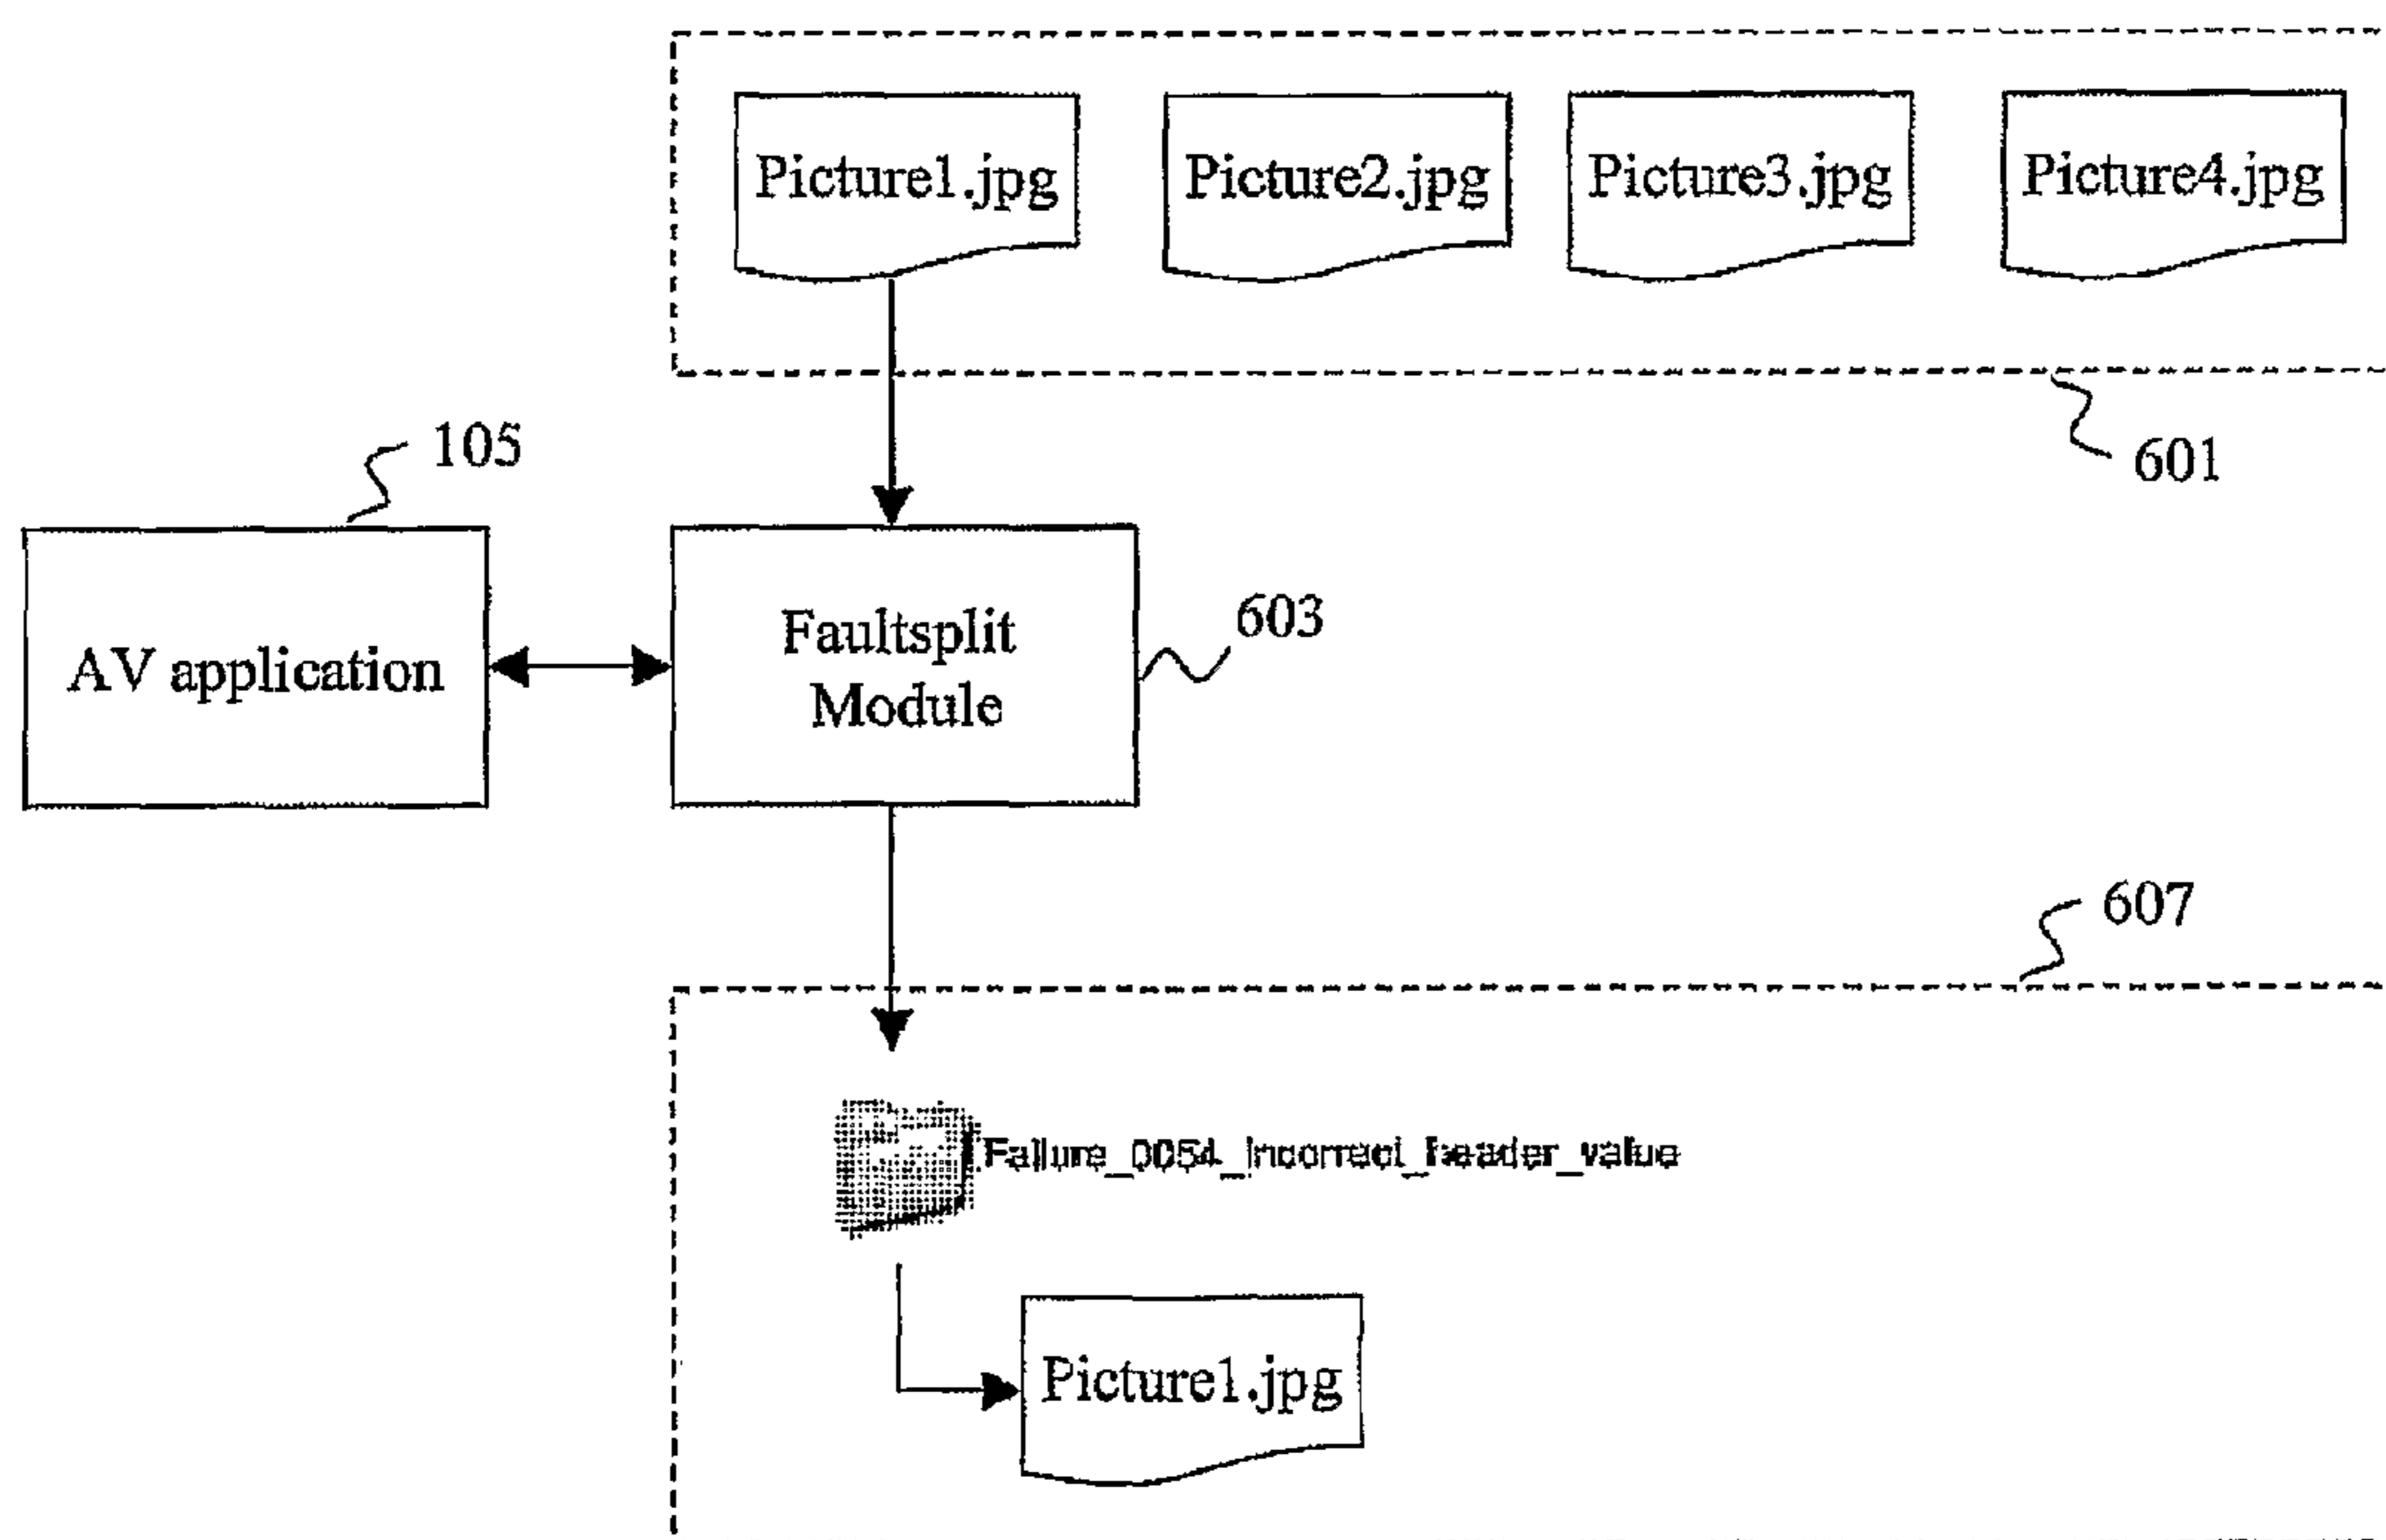 Picture1.jpg Picture2.jpg Picture3.jpg Picture4.jpg
601
105
AV application
Faultsplit
Module
603
607
Failure_0054_Incorrect_header_value
Picture1.jpg